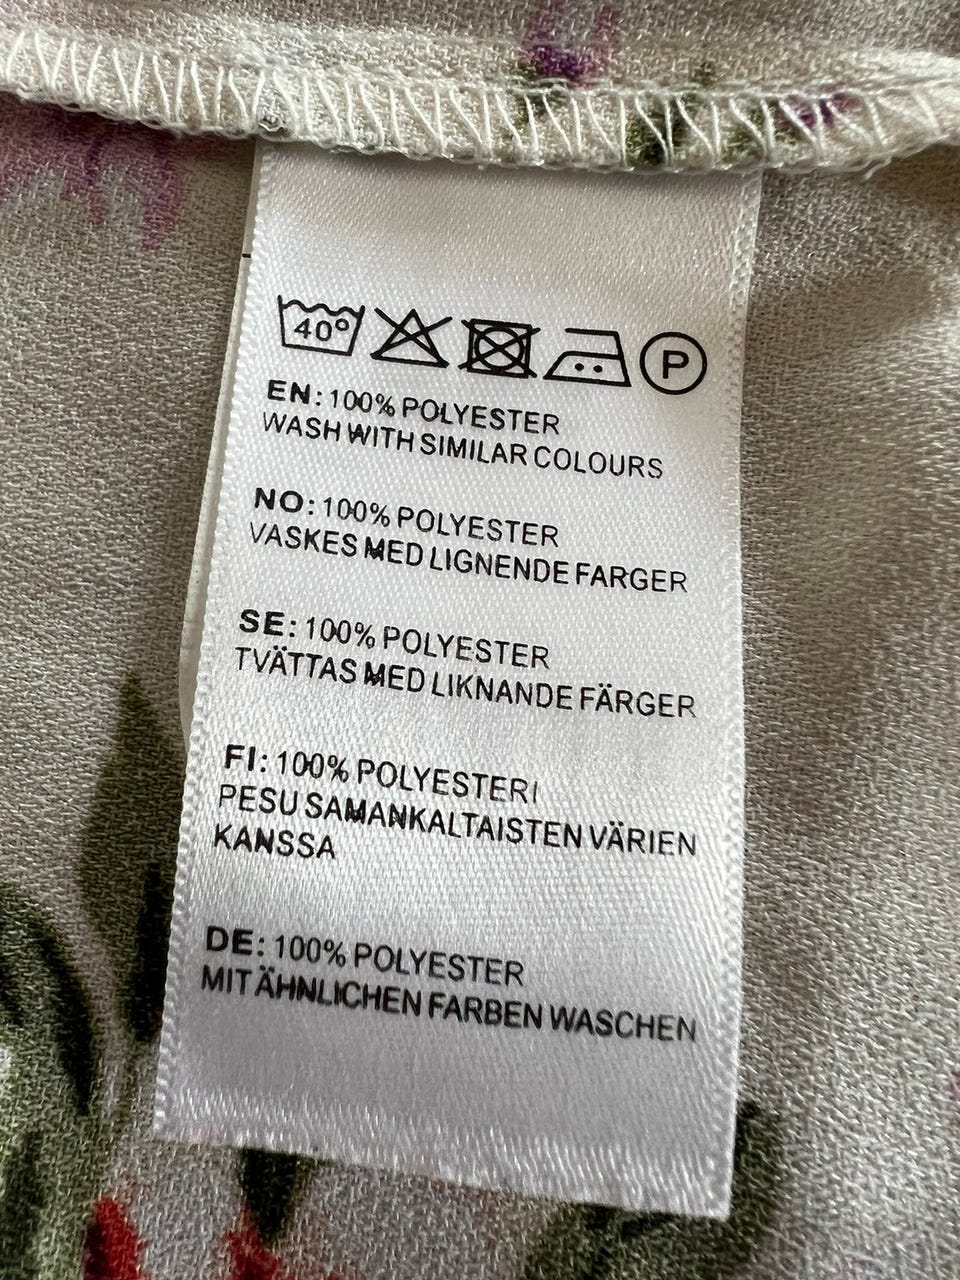 40°
P
EN: 100% POLYESTER
WASH WITH SIMILAR COLOURS
NO: 100% POLYESTER
VASKES MED LIGNENDE FARGER
SE: 100% POLYESTER
TVÄTTAS MED LIKNANDE FÄRGER
FI: 100% POLYESTERI
PESU SAMANKALTAISTEN VÄRIEN
KANSSA
DE: 100% POLYESTER
MIT ÄHNLICHEN FARBEN WASCHEN